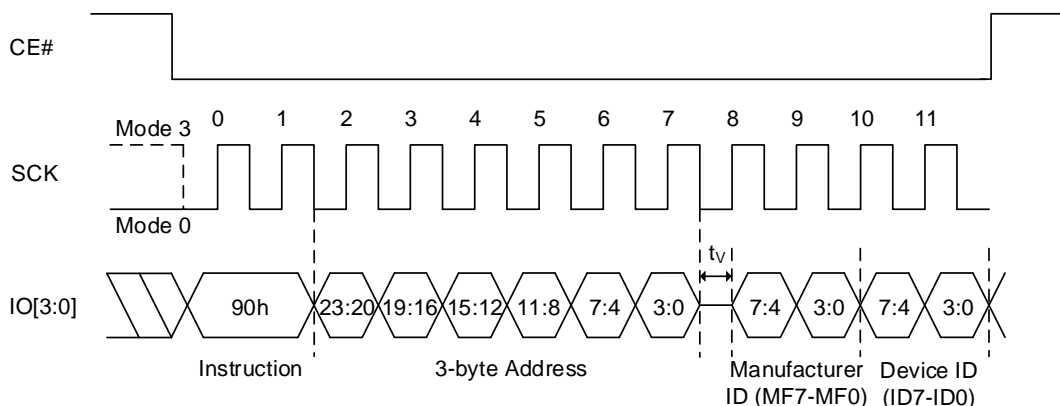 CE#
0 1 2 3 4 5 6 7 8 9 10 11
Mode 3
SCK
Mode 0
tV
IO[3:0] 90h 23:20 19:16 15:12 11:8 7:4 3:0 7:4 3:0 7:4 3:0
Instruction 3-byte Address Manufacturer Device ID
ID (MF7-MF0) (ID7-ID0)